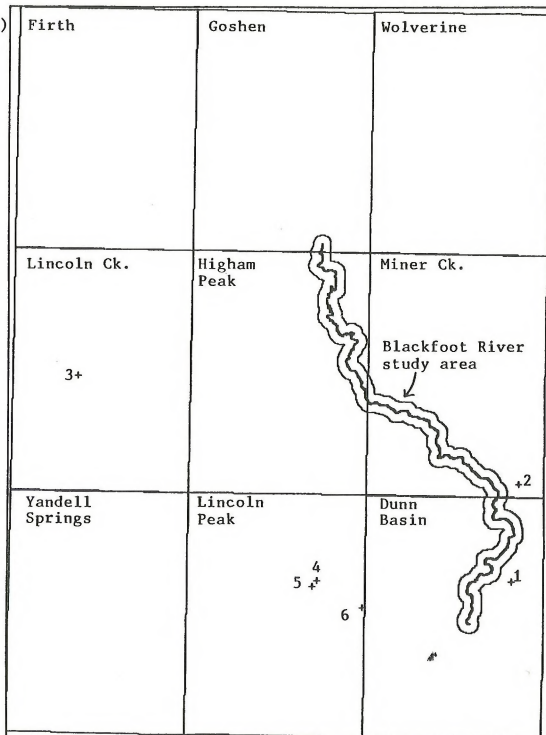 )
Firth
Goshen
Wolverine
Lincoln Ck.
Higham
Peak
Miner Ck.
Blackfoot River
study area
3+
+2
Yandell
Springs
Lincoln
Peak
Dunn
Basin
4
5 +
+
6 +
+1